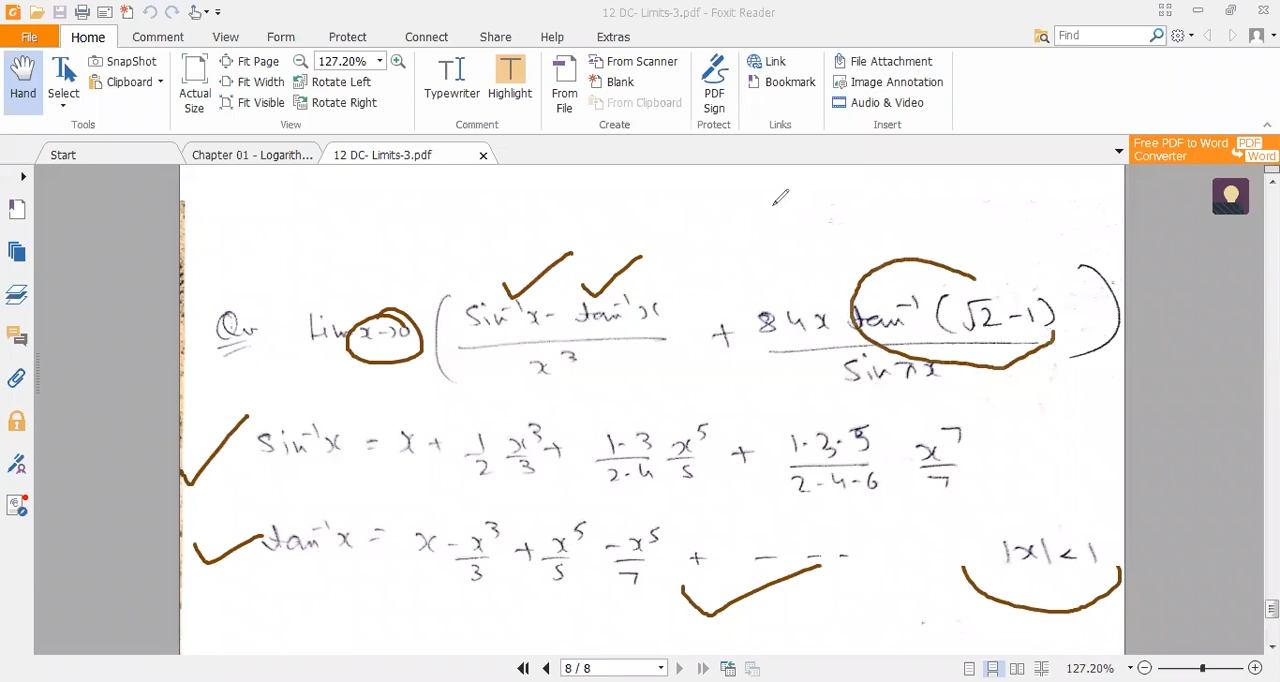 12 DC- Limits-3.pdf - Foxit Reader
File Home Comment View Form Protect Connect Share Help Extras Find
Hand Select SnapShot Clipboard Actual Size Fit Page Fit Width Fit Visible 127.20% Rotate Left Rotate Right Typewriter Highlight From File From Scanner Blank From Clipboard PDF Sign Link Bookmark File Attachment Image Annotation Audio & Video
Tools View Comment Create Protect Links Insert
Start Chapter 01 - Logarith... 12 DC- Limits-3.pdf Free PDF to Word Converter PDF Word
Qu Lim x→0 ( (sin⁻¹x - tan⁻¹x)/x³ + 84x tan⁻¹(√2-1)/sin πx )
sin⁻¹x = x + 1/2 x³/3 + 1·3/2·4 x⁵/5 + 1·3·5/2·4·6 x⁷/7
tan⁻¹x = x - x³/3 + x⁵/5 - x⁵/7 + - - - |x| < 1
8 / 8 127.20%